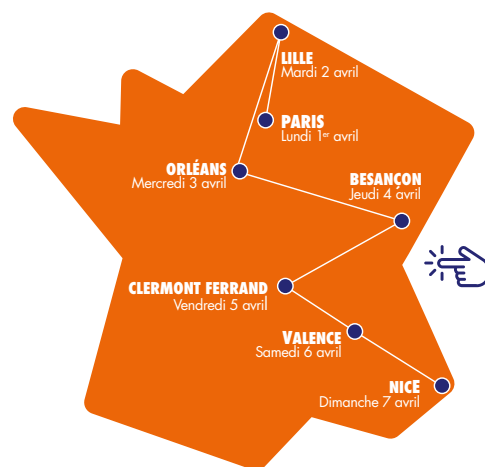 LILLE
Mardi 2 avril
PARIS
Lundi 1er avril
ORLÉANS
Mercredi 3 avril
BESANÇON
Jeudi 4 avril
CLERMONT FERRAND
Vendredi 5 avril
VALENCE
Samedi 6 avril
NICE
Dimanche 7 avril